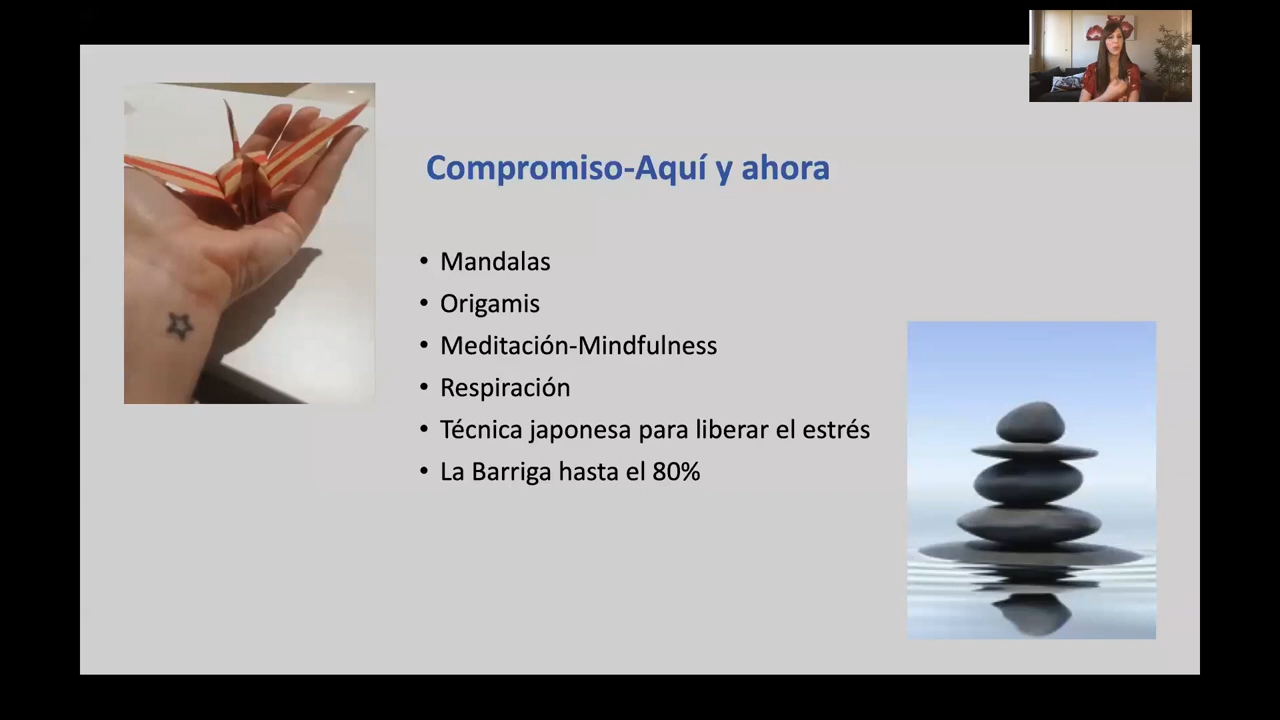 Compromiso-Aquí y ahora
• Mandalas
• Origamis
• Meditación-Mindfulness
• Respiración
• Técnica japonesa para liberar el estrés
• La Barriga hasta el 80%